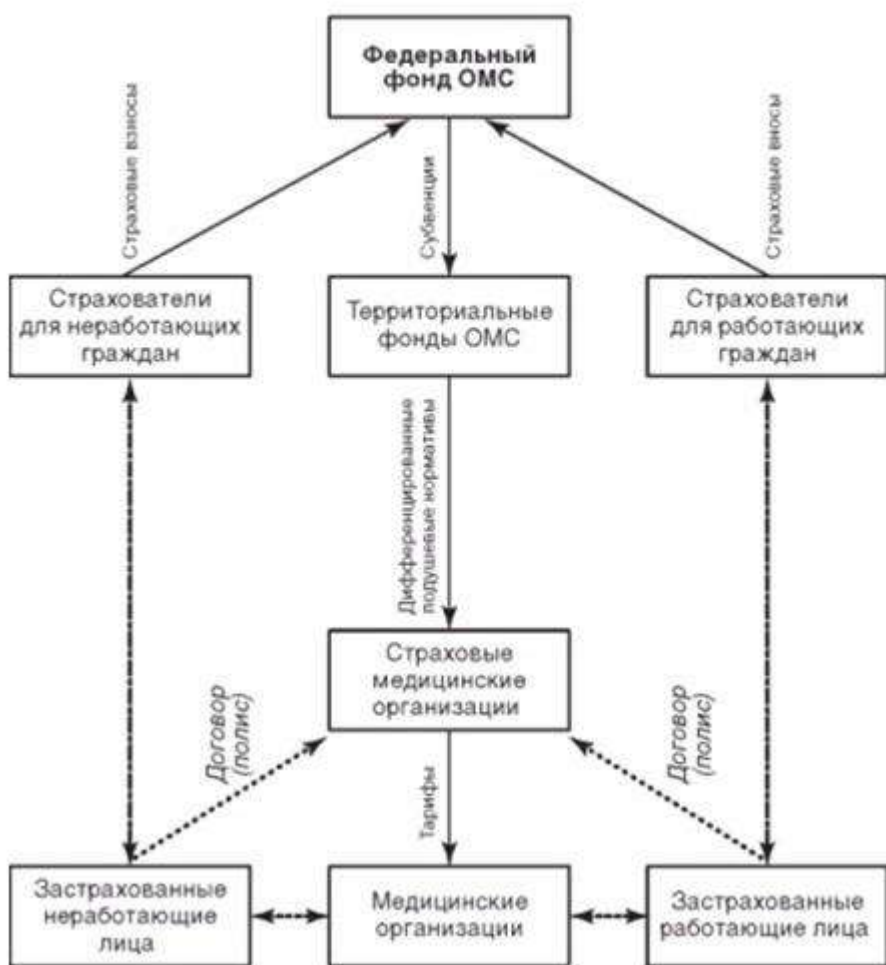 Федеральный
фонд ОМС
Страховые взносы
Субвенции
Страховые вносы
Страхователи
для неработающих
граждан
Территориальные
фонды ОМС
Страхователи
для работающих
граждан
Дифференцированные
подушевые нормативы
Страховые
медицинские
организации
Договор
(полис)
Тарифы
Договор
(полис)
Застрахованные
неработающие
лица
Медицинские
организации
Застрахованные
работающие лица